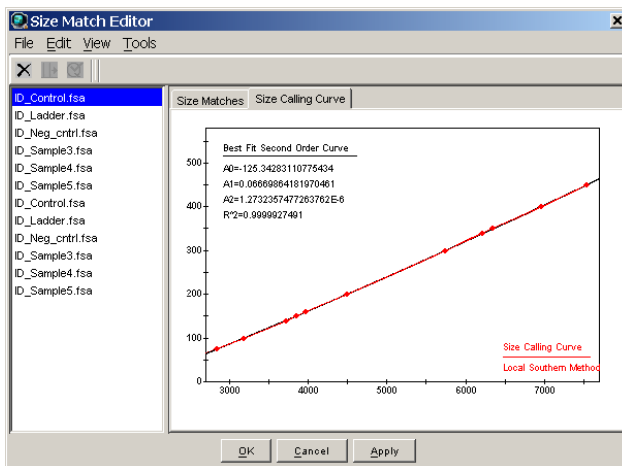 Size Match Editor
File Edit View Tools
ID_Control.fsa
ID_Ladder.fsa
ID_Neg_cntrl.fsa
ID_Sample3.fsa
ID_Sample4.fsa
ID_Sample5.fsa
ID_Control.fsa
ID_Ladder.fsa
ID_Neg_cntrl.fsa
ID_Sample3.fsa
ID_Sample4.fsa
ID_Sample5.fsa
Size Matches Size Calling Curve
Best Fit Second Order Curve
A0=-125.34283110775434
A1=0.06669864181970461
A2=1.2732357477263762E-6
R^2=0.9999927491
500
400
300
200
100
0
3000 4000 5000 6000 7000
Size Calling Curve
Local Southern Method
OK Cancel Apply